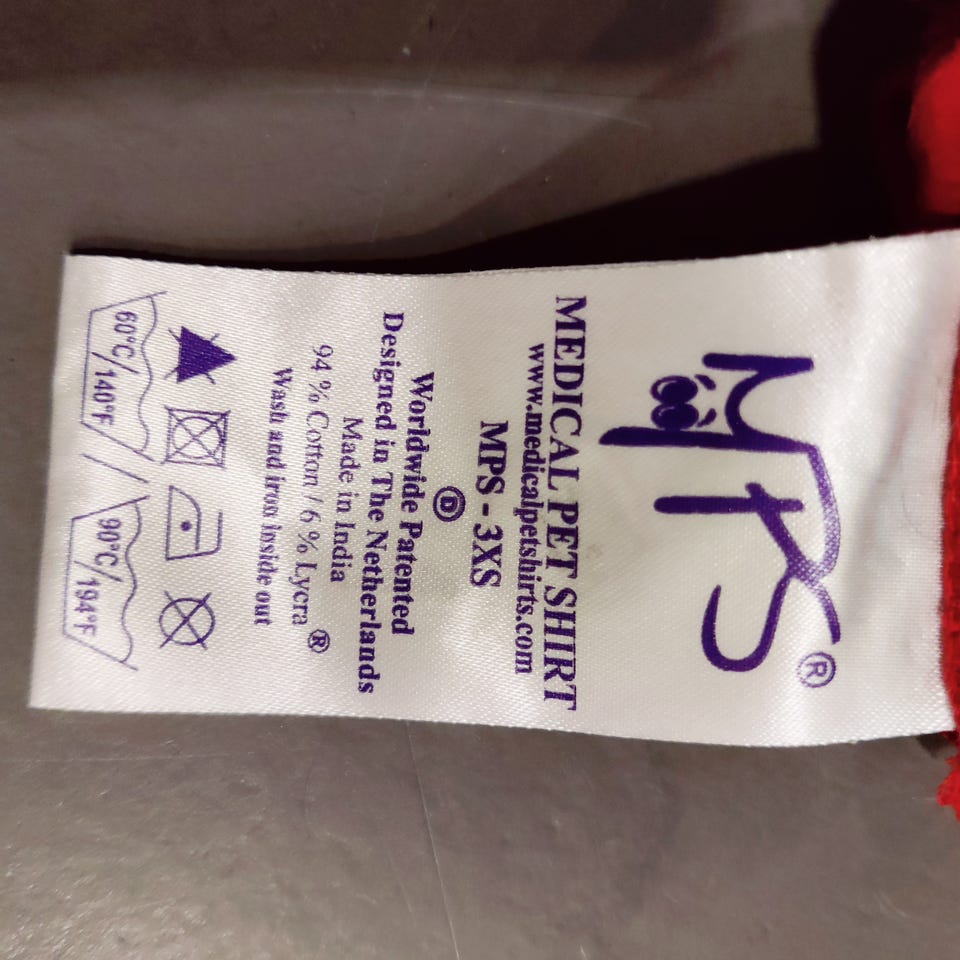 MPS ®
MEDICAL PET SHIRT
www.medicalpetshirts.com
MPS - 3XS
Ⓓ
Worldwide Patented
Designed in The Netherlands
Made in India
94 % Cotton / 6 % Lycra ®
Wash and iron inside out
60°C/140°F / 90°C/194°F